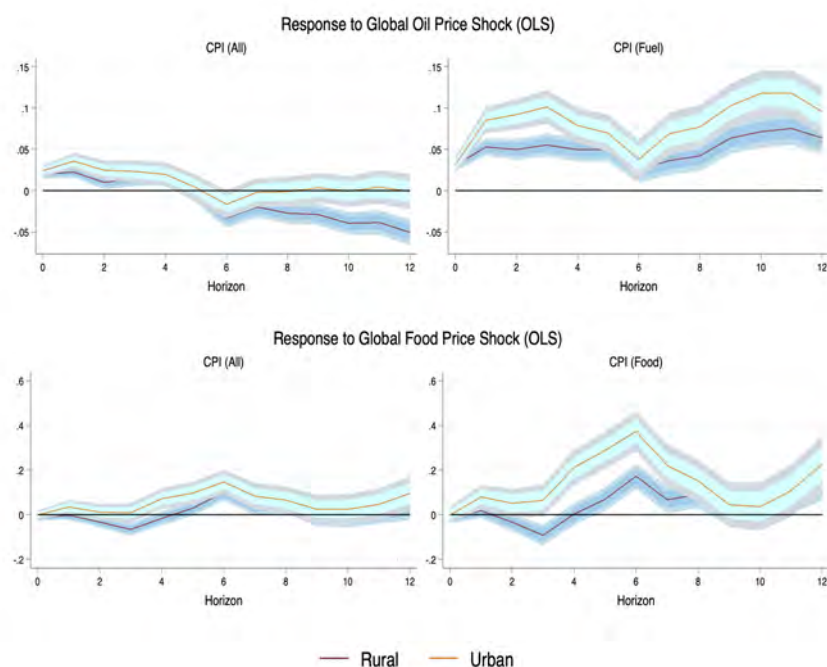 Response to Global Oil Price Shock (OLS)
CPI (All)
CPI (Fuel)
.15
.1
.05
0
-.05
0 2 4 6 8 10 12
Horizon
.15
.1
.05
0
-.05
0 2 4 6 8 10 12
Horizon
Response to Global Food Price Shock (OLS)
CPI (All)
CPI (Food)
.6
.4
.2
0
-.2
0 2 4 6 8 10 12
Horizon
.6
.4
.2
0
-.2
0 2 4 6 8 10 12
Horizon
Rural Urban